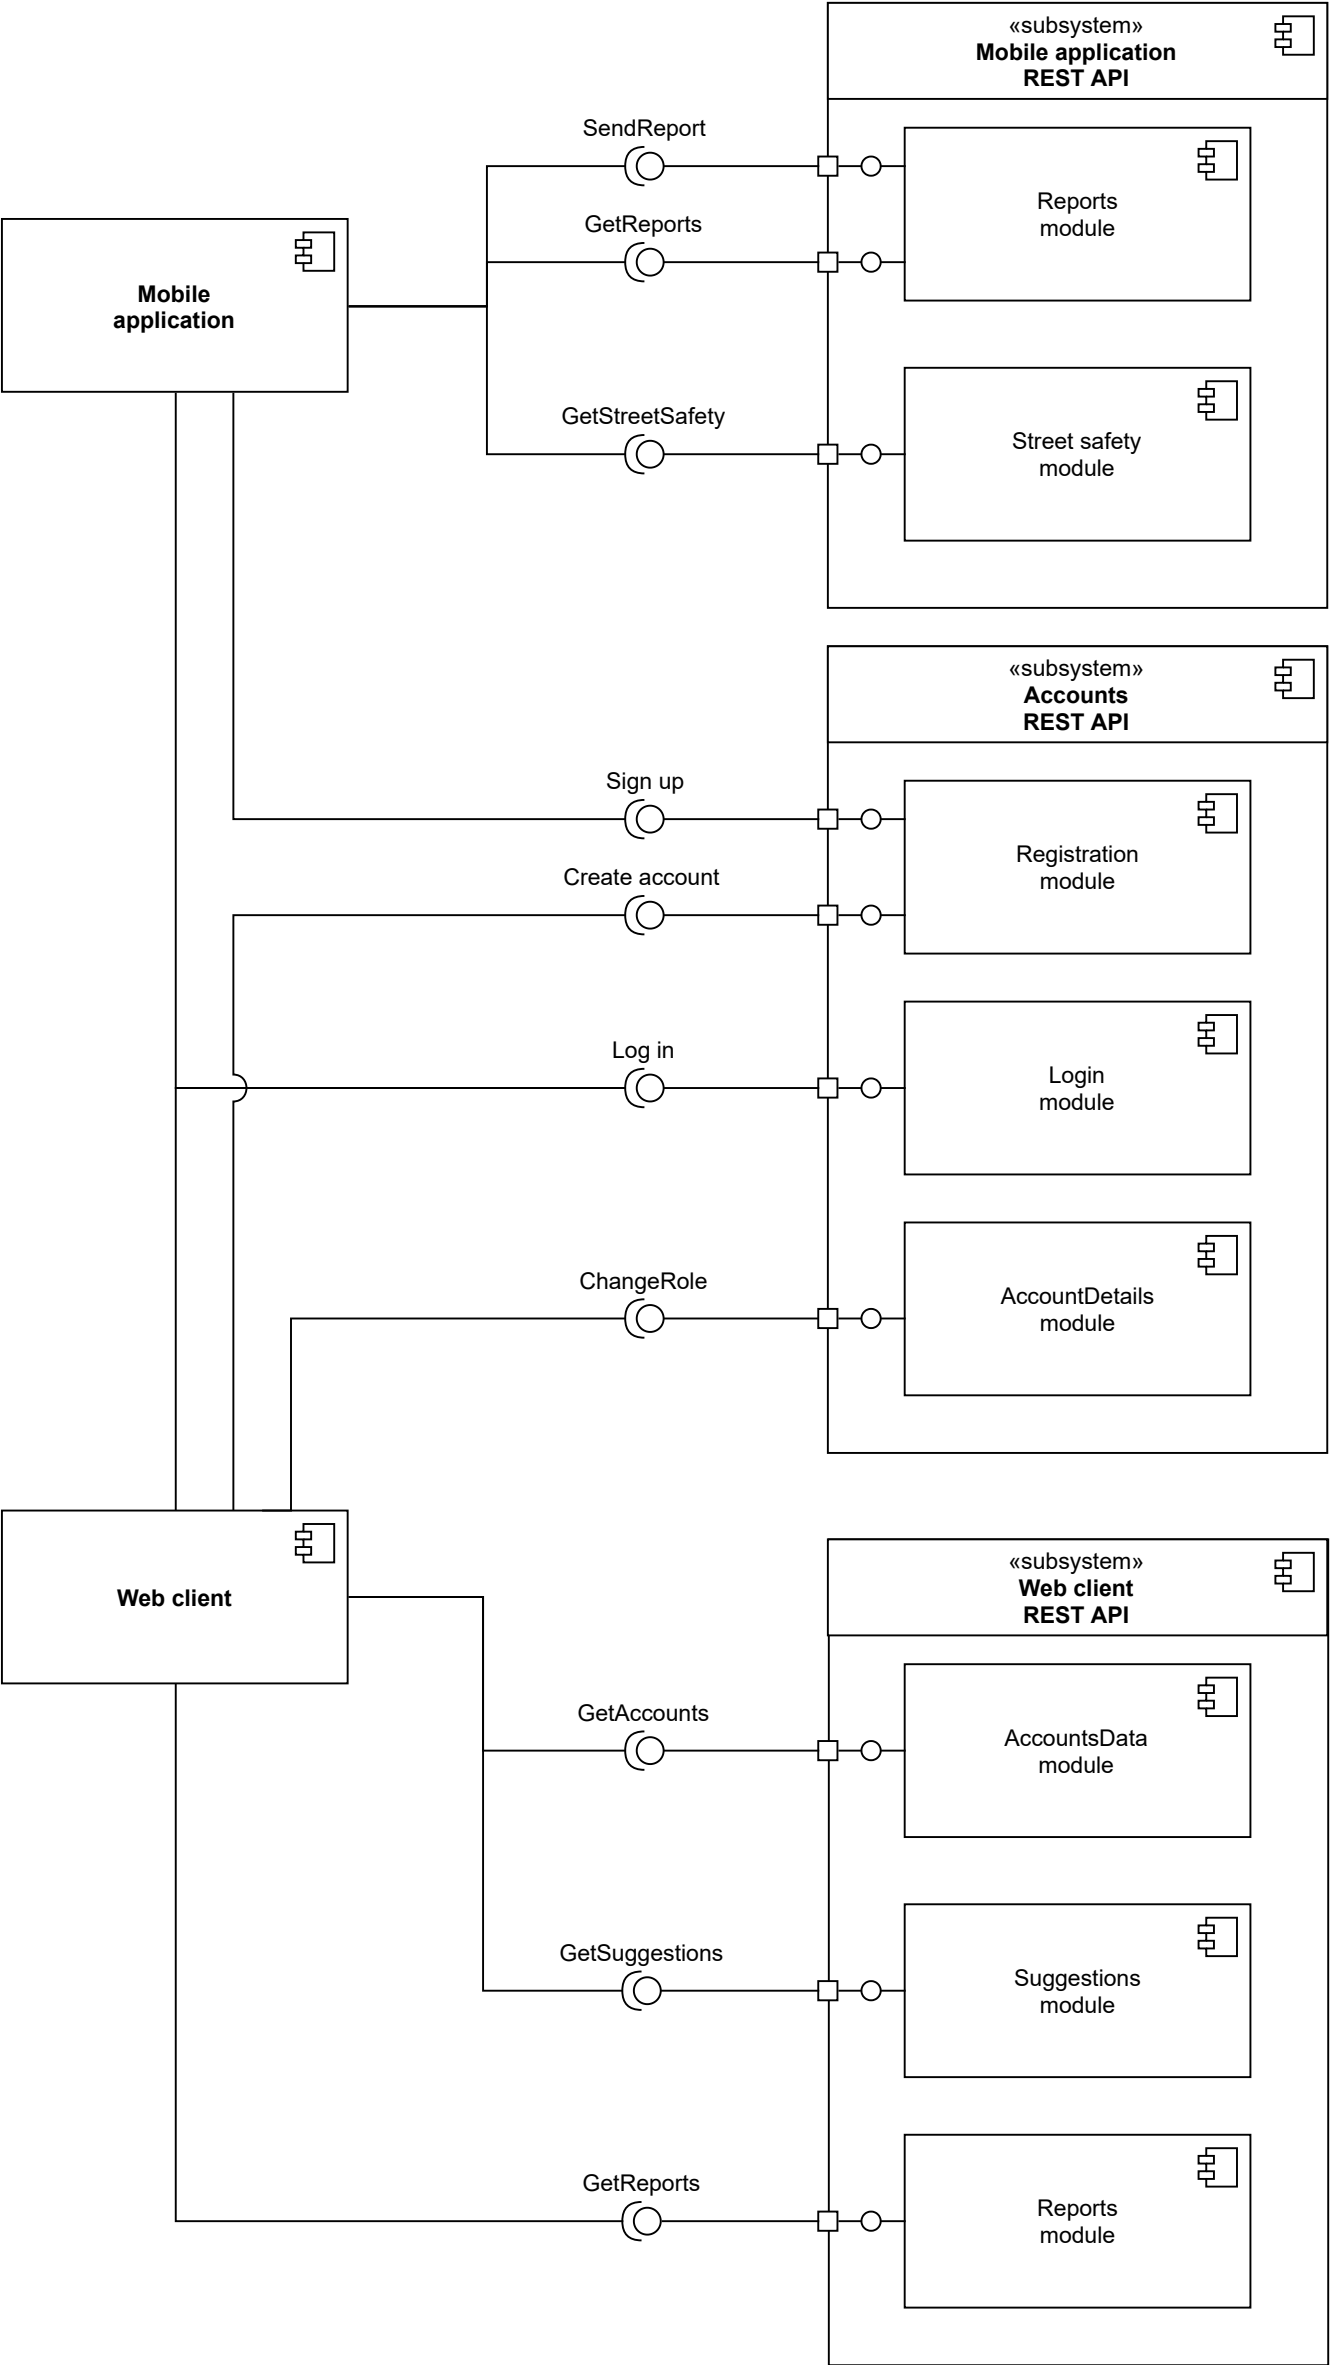 «subsystem»
Mobile application
REST API
SendReport
Reports
module
GetReports
Mobile
application
GetStreetSafety
Street safety
module
«subsystem»
Accounts
REST API
Sign up
Registration
module
Create account
Log in
Login
module
ChangeRole
AccountDetails
module
«subsystem»
Web client
REST API
Web client
GetAccounts
AccountsData
module
GetSuggestions
Suggestions
module
GetReports
Reports
module